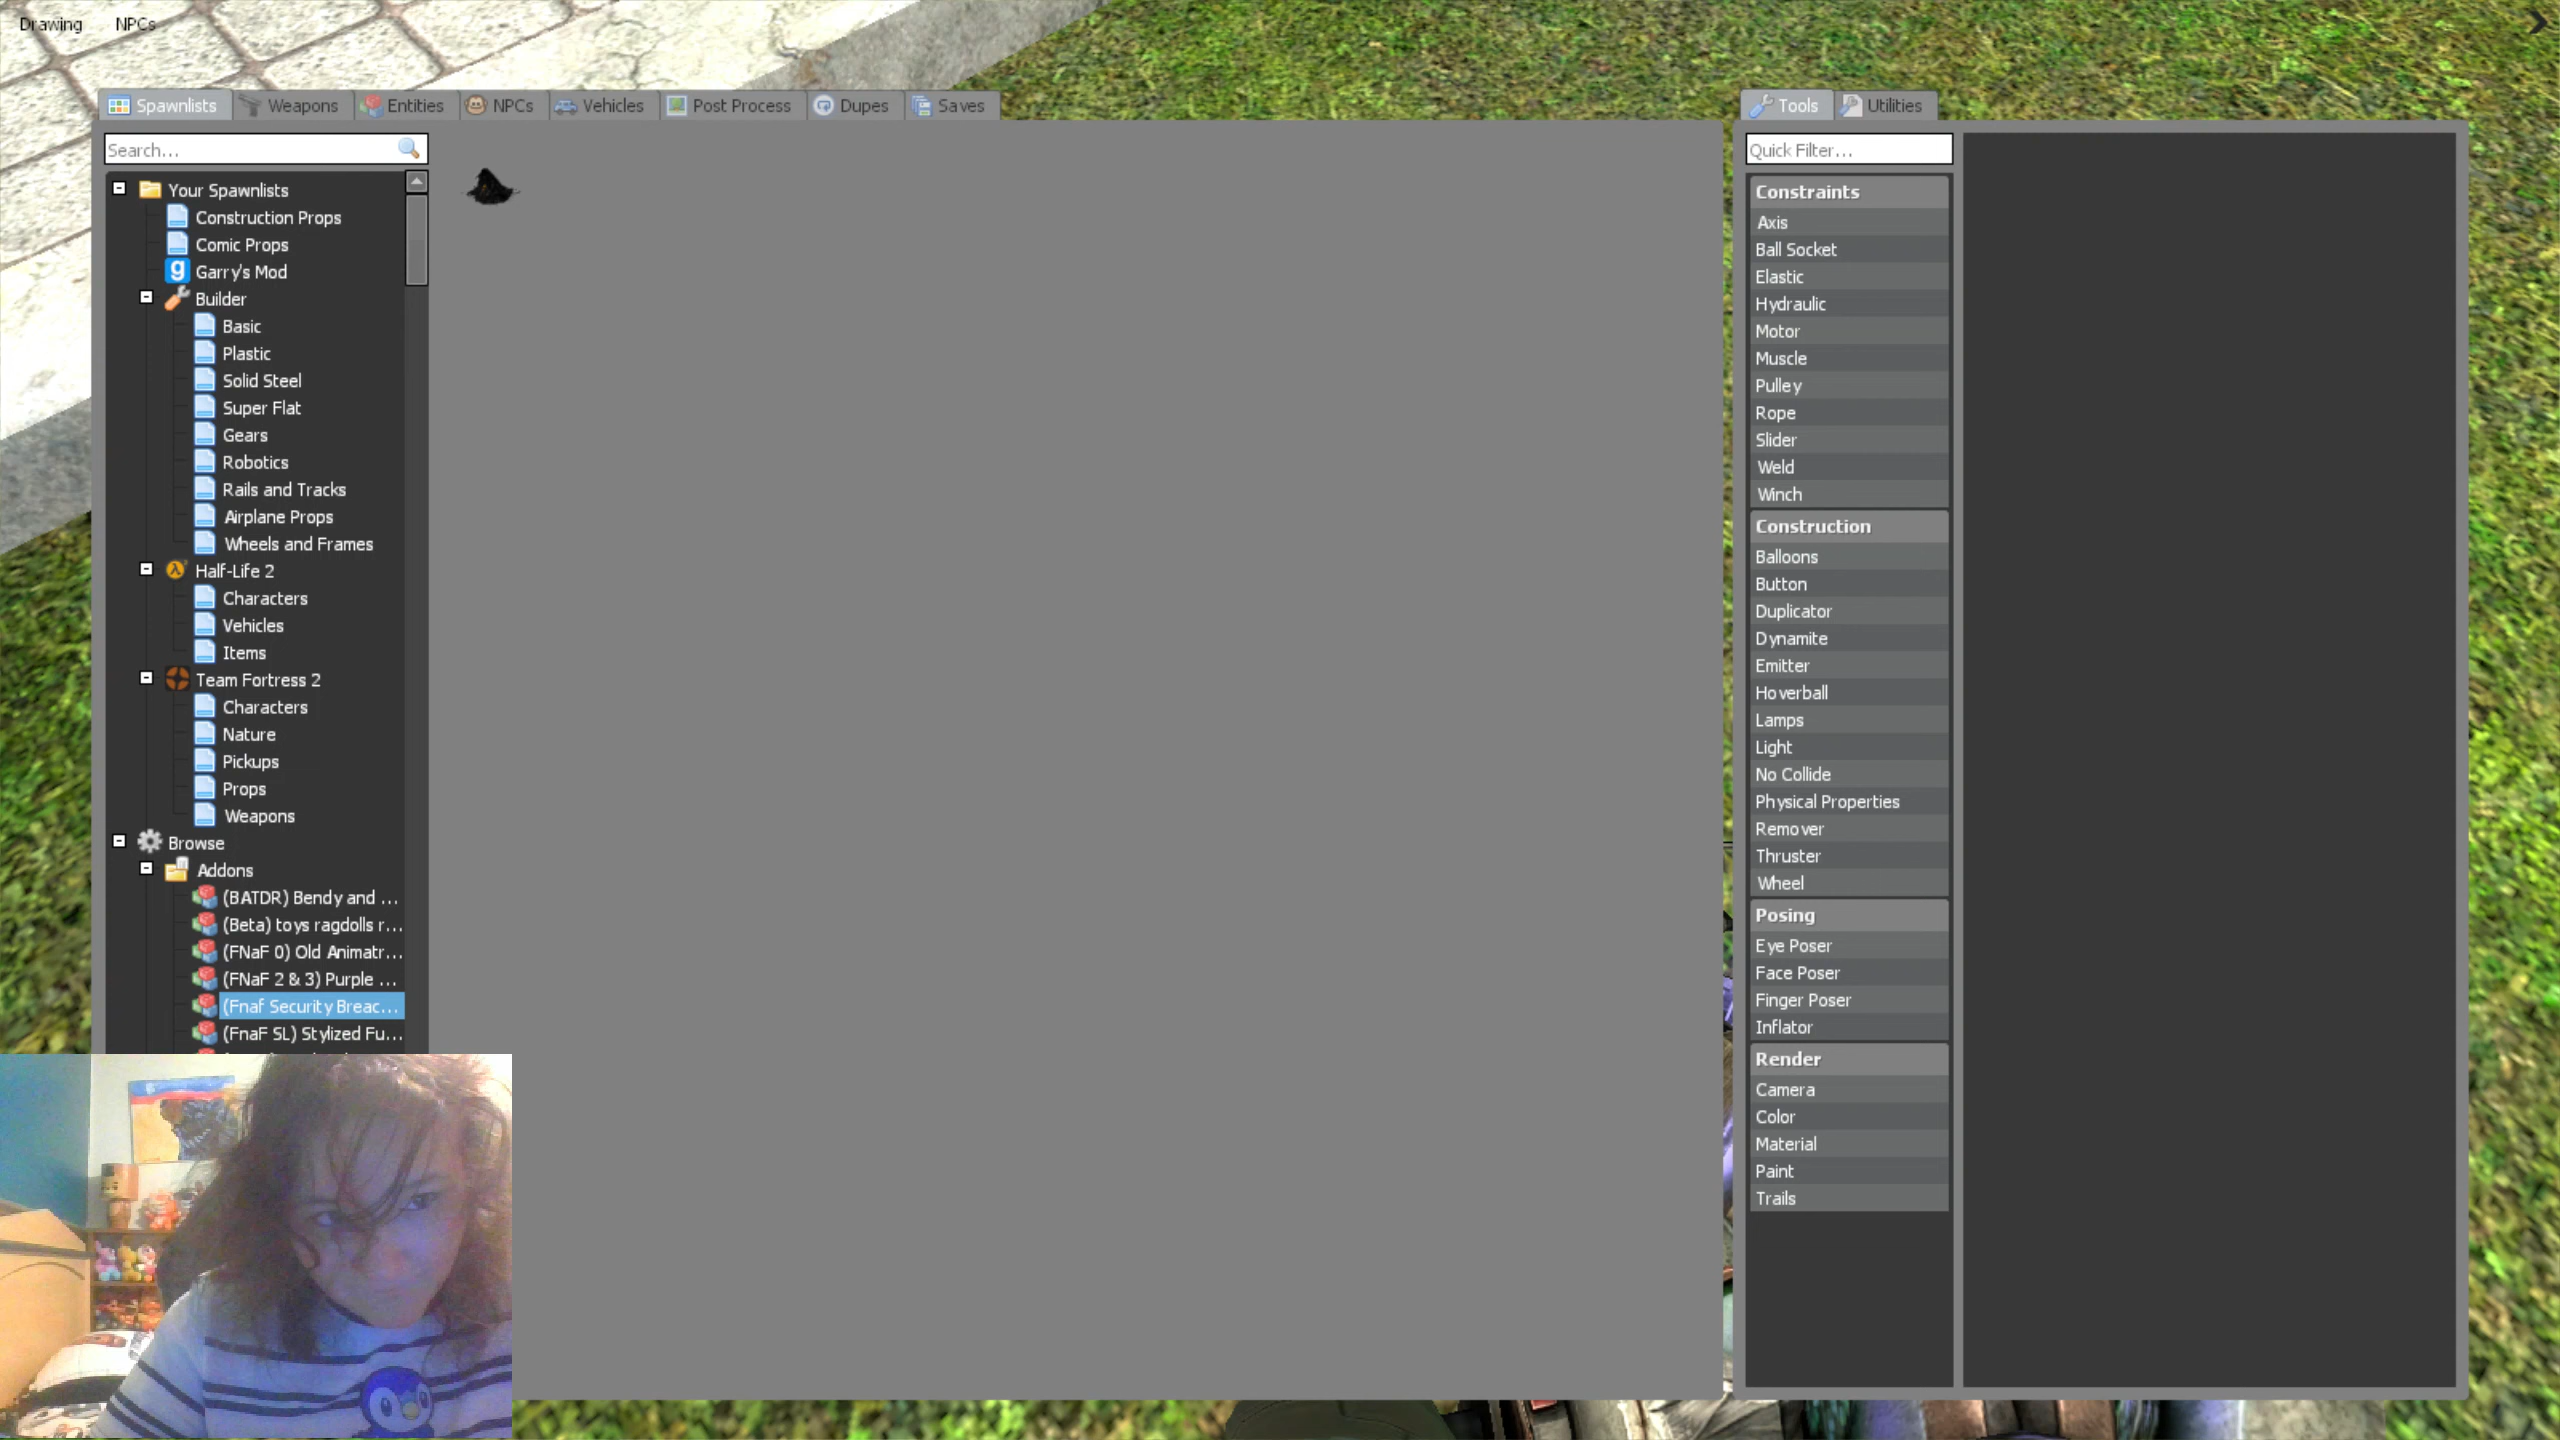 Drawing NPCs
Spawnlists Weapons Entities NPCs Vehicles Post Process Dupes Saves
Search...
Your Spawnlists
Construction Props
Comic Props
g Garry's Mod
Builder
Basic
Plastic
Solid Steel
Super Flat
Gears
Robotics
Rails and Tracks
Airplane Props
Wheels and Frames
Half-Life 2
Characters
Vehicles
Items
Team Fortress 2
Characters
Nature
Pickups
Props
Weapons
Browse
Addons
(BATDR) Bendy and ...
(Beta) toys ragdolls r...
(FNaF 0) Old Animatr...
(FNaF 2 & 3) Purple ...
(Fnaf Security Breac...
(FnaF SL) Stylized Fu...
Tools Utilities
Quick Filter...
Constraints
Axis
Ball Socket
Elastic
Hydraulic
Motor
Muscle
Pulley
Rope
Slider
Weld
Winch
Construction
Balloons
Button
Duplicator
Dynamite
Emitter
Hoverball
Lamps
Light
No Collide
Physical Properties
Remover
Thruster
Wheel
Posing
Eye Poser
Face Poser
Finger Poser
Inflator
Render
Camera
Color
Material
Paint
Trails